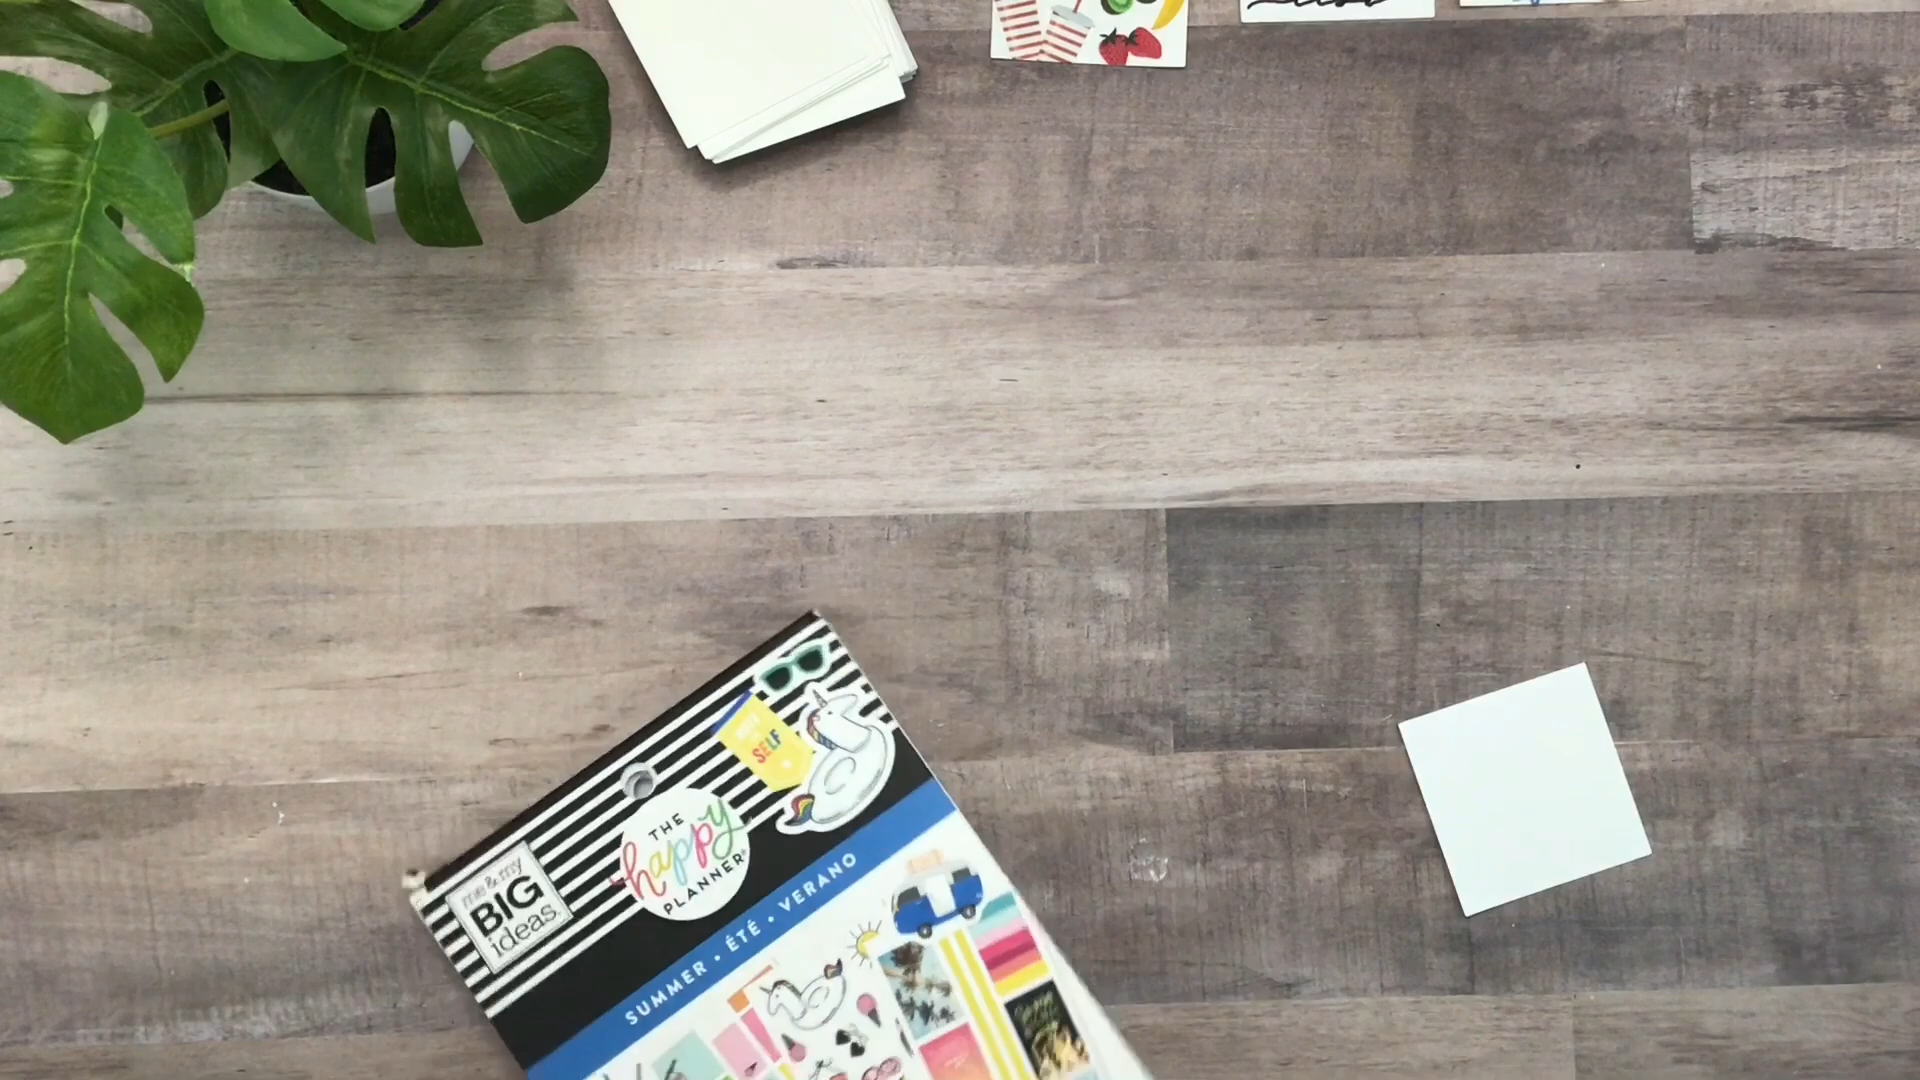 SELF
THE
happy
PLANNER®
me & my
BIG
ideas.
SUMMER • ÉTÉ • VERANO